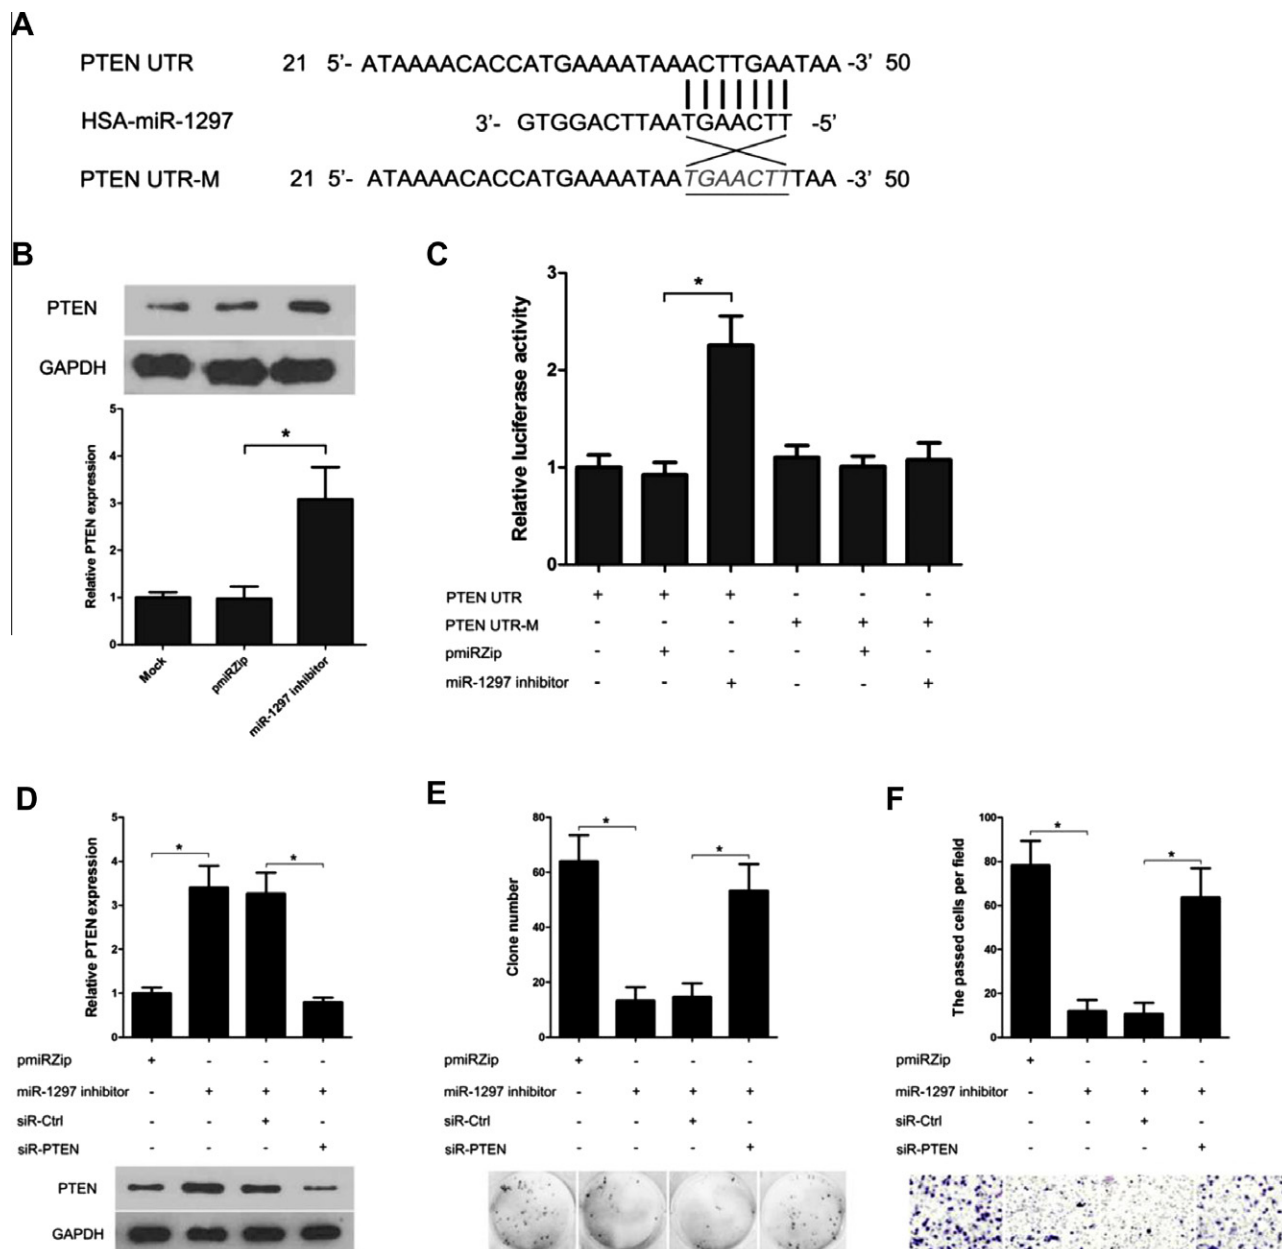 A
PTEN UTR 21 5'- ATAAAACACCATGAAAATAAACTTGAATAA -3' 50
HSA-miR-1297 3'- GTGGACTTAATGAACTT -5'
PTEN UTR-M 21 5'- ATAAAACACCATGAAAATAATGAACTTTAA -3' 50
B
PTEN
GAPDH
Relative PTEN expression
5
4
3
2
1
0
*
Mock
pmiRZip
miR-1297 inhibitor
C
Relative luciferase activity
3
2
1
0
*
PTEN UTR + + + - - -
PTEN UTR-M - - - + + +
pmiRZip - + - - + -
miR-1297 inhibitor - - + - - +
D
Relative PTEN expression
5
4
3
2
1
0
* *
pmiRZip + - - -
miR-1297 inhibitor - + + +
siR-Ctrl - - + -
siR-PTEN - - - +
PTEN
GAPDH
E
Clone number
80
60
40
20
0
* *
pmiRZip + - - -
miR-1297 inhibitor - + + +
siR-Ctrl - - + -
siR-PTEN - - - +
F
The passed cells per field
100
80
60
40
20
0
* *
pmiRZip + - - -
miR-1297 inhibitor - + + +
siR-Ctrl - - + -
siR-PTEN - - - +